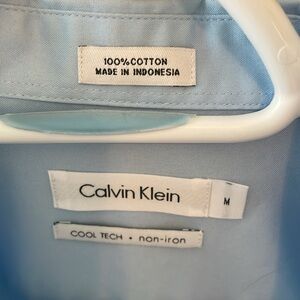 100% COTTON
MADE IN INDONESIA
Calvin Klein
M
COOL TECH • non-iron